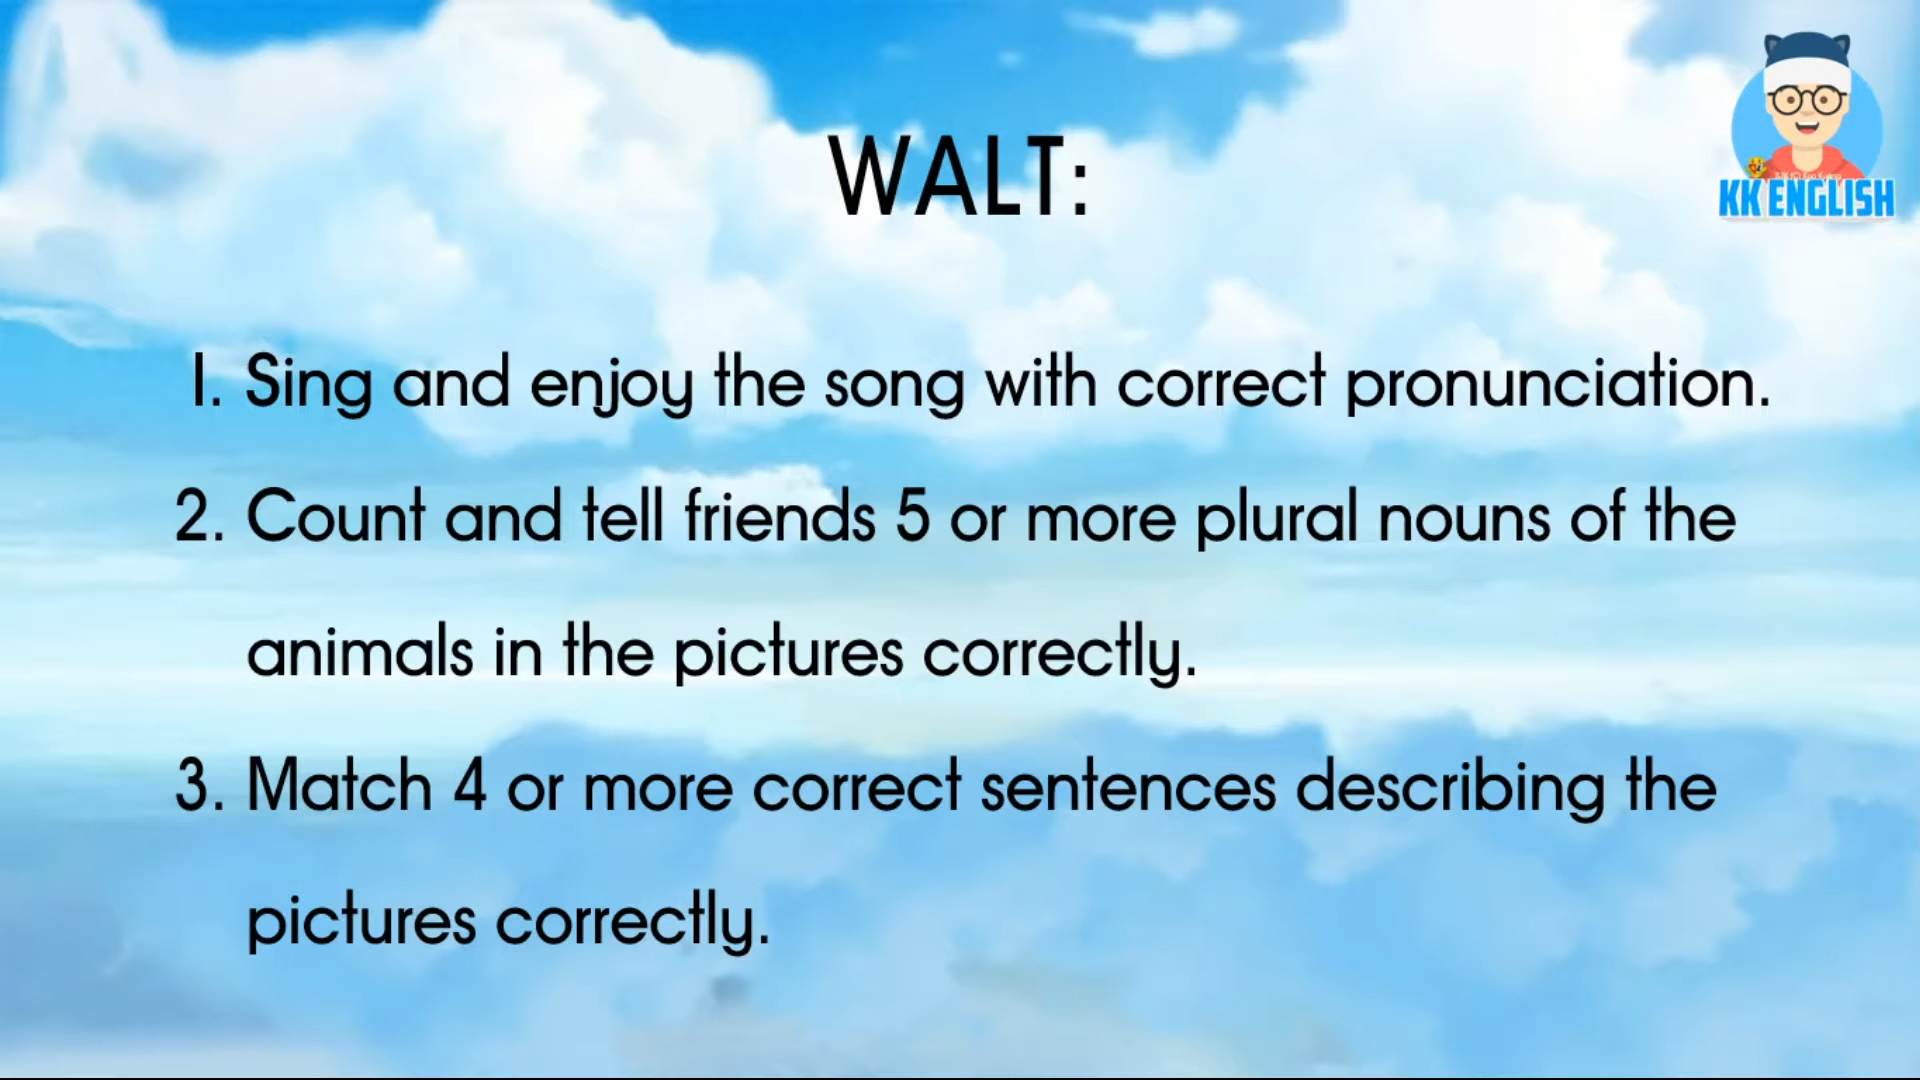 WALT:
KK ENGLISH
1. Sing and enjoy the song with correct pronunciation.
2. Count and tell friends 5 or more plural nouns of the
animals in the pictures correctly.
3. Match 4 or more correct sentences describing the
pictures correctly.